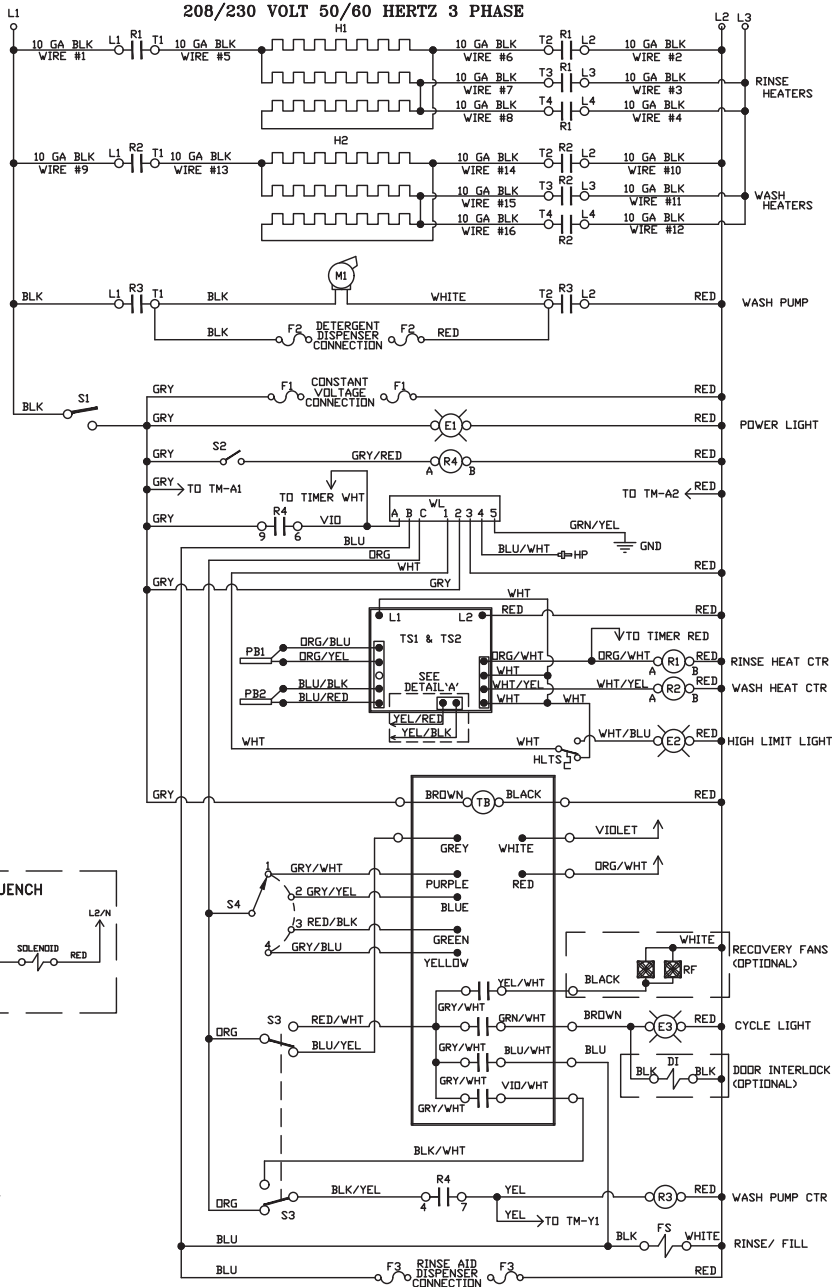 208/230 VOLT 50/60 HERTZ 3 PHASE
L1
L2 L3
H1
10 GA BLK L1 R1 T1 10 GA BLK 10 GA BLK T2 R1 L2 10 GA BLK
WIRE #1 WIRE #5 WIRE #6 WIRE #2
10 GA BLK T3 R1 L3 10 GA BLK RINSE
WIRE #7 WIRE #3 HEATERS
10 GA BLK T4 L4 10 GA BLK
WIRE #8 R1 WIRE #4
H2
10 GA BLK L1 R2 T1 10 GA BLK 10 GA BLK T2 R2 L2 10 GA BLK
WIRE #9 WIRE #13 WIRE #14 WIRE #10
10 GA BLK T3 R2 L3 10 GA BLK WASH
WIRE #15 WIRE #11 HEATERS
10 GA BLK T4 L4 10 GA BLK
WIRE #16 R2 WIRE #12
M1
BLK L1 R3 T1 BLK WHITE T2 R3 L2 RED WASH PUMP
BLK F2 DETERGENT F2 RED
DISPENSER
CONNECTION
GRY F1 CONSTANT F1 RED
VOLTAGE
CONNECTION
BLK S1
GRY E1 RED POWER LIGHT
S2
GRY GRY/RED A R4 B RED
GRY TO TM-A1
TO TIMER WHT
TO TM-A2 RED
WL
A B C 1 2 3 4 5
GRY R4 VIO
9 6
GRN/YEL
GND
BLU
BLU/WHT HP
ORG
WHT RED
GRY GRY
WHT
RED RED
L1 L2
TS1 & TS2
TO TIMER RED
PB1 ORG/BLU
ORG/YEL
ORG/WHT ORG/WHT A R1 B RED RINSE HEAT CTR
WHT
SEE
DETAIL'A'
PB2 BLU/BLK
BLU/RED
WHT/YEL WHT/YEL A R2 B RED WASH HEAT CTR
WHT WHT
YEL/RED
YEL/BLK
WHT WHT HLTS WHT/BLU E2 RED HIGH LIMIT LIGHT
GRY BROWN TB BLACK RED
GREY WHITE VIOLET
S4
1 GRY/WHT PURPLE RED ORG/WHT
2 GRY/YEL BLUE
3 RED/BLK GREEN
4 GRY/BLU YELLOW
UENCH
L2/N
SOLENOID RED
WHITE RECOVERY FANS
RF (OPTIONAL)
YEL/WHT BLACK
GRY/WHT
ORG S3 RED/WHT GRN/WHT BROWN E3 RED CYCLE LIGHT
BLU/YEL
GRY/WHT BLU/WHT BLU
DI DOOR INTERLOCK
BLK BLK (OPTIONAL)
GRY/WHT VIO/WHT
GRY/WHT
BLK/WHT
ORG S3 BLK/YEL R4 YEL R3 RED WASH PUMP CTR
4 7
YEL TO TM-Y1
BLU BLK FS WHITE RINSE/ FILL
BLU F3 RINSE AID F3 RED
DISPENSER
CONNECTION